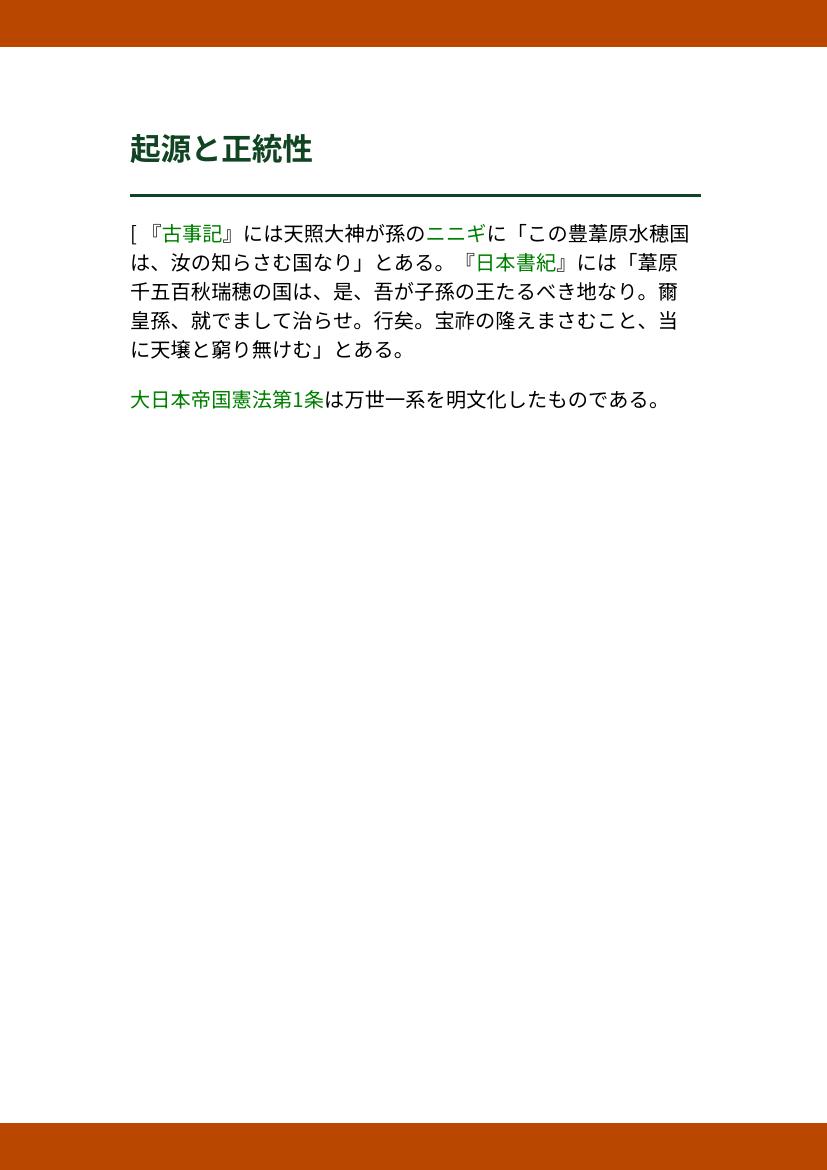 起源と正統性
[ 『古事記』には天照大神が孫のニニギに「この豊葦原水穂国
は、汝の知らさむ国なり」とある。『日本書紀』には「葦原
千五百秋瑞穂の国は、是、吾が子孫の王たるべき地なり。爾
皇孫、就でまして治らせ。行矣。宝祚の隆えまさむこと、当
に天壌と窮り無けむ」とある。
大日本帝国憲法第1条は万世一系を明文化したものである。